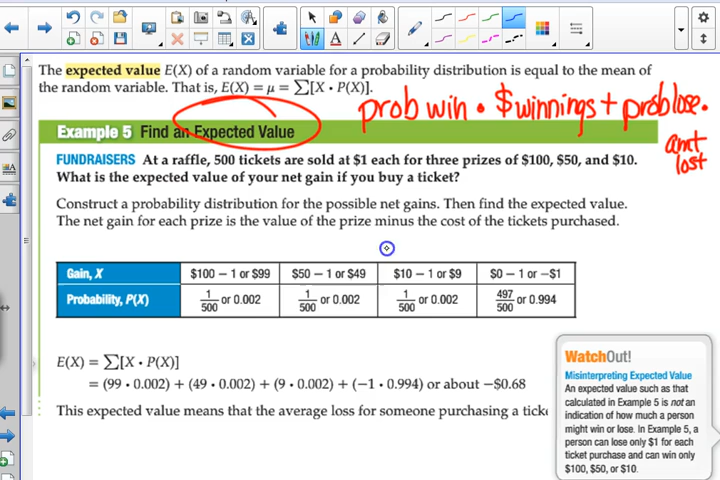 The expected value E(X) of a random variable for a probability distribution is equal to the mean of
the random variable. That is, E(X) = μ = ∑[X • P(X)].
prob win • $winnings + prob lose •
amt
lost
Example 5 Find an Expected Value
FUNDRAISERS At a raffle, 500 tickets are sold at $1 each for three prizes of $100, $50, and $10.
What is the expected value of your net gain if you buy a ticket?
Construct a probability distribution for the possible net gains. Then find the expected value.
The net gain for each prize is the value of the prize minus the cost of the tickets purchased.
Gain, X $100 – 1 or $99 $50 – 1 or $49 $10 – 1 or $9 $0 – 1 or –$1
Probability, P(X) 1/500 or 0.002 1/500 or 0.002 1/500 or 0.002 497/500 or 0.994
E(X) = ∑[X • P(X)]
= (99 • 0.002) + (49 • 0.002) + (9 • 0.002) + (−1 • 0.994) or about −$0.68
This expected value means that the average loss for someone purchasing a ticke
WatchOut!
Misinterpreting Expected Value
An expected value such as that
calculated in Example 5 is not an
indication of how much a person
might win or lose. In Example 5, a
person can lose only $1 for each
ticket purchase and can win only
$100, $50, or $10.